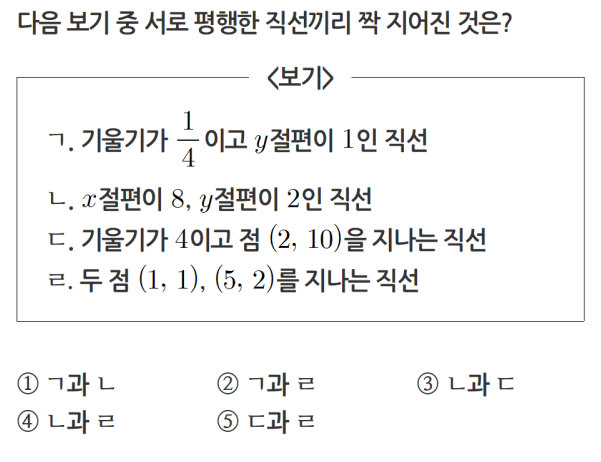 다음 보기 중 서로 평행한 직선끼리 짝 지어진 것은?
<보기>
ㄱ. 기울기가 1/4 이고 y절편이 1인 직선
ㄴ. x절편이 8, y절편이 2인 직선
ㄷ. 기울기가 4이고 점 (2, 10)을 지나는 직선
ㄹ. 두 점 (1, 1), (5, 2)를 지나는 직선
① ㄱ과 ㄴ ② ㄱ과 ㄹ ③ ㄴ과 ㄷ
④ ㄴ과 ㄹ ⑤ ㄷ과 ㄹ